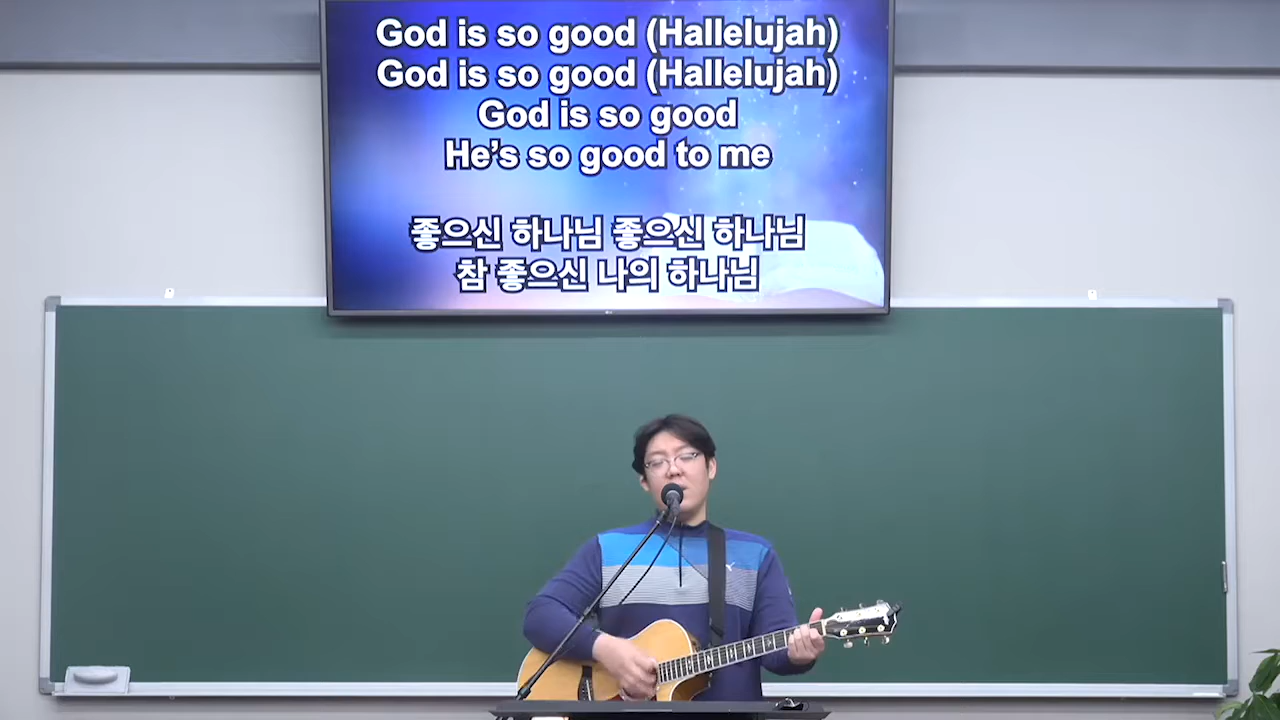 God is so good (Hallelujah)
God is so good (Hallelujah)
God is so good
He's so good to me
좋으신 하나님 좋으신 하나님
참 좋으신 나의 하나님